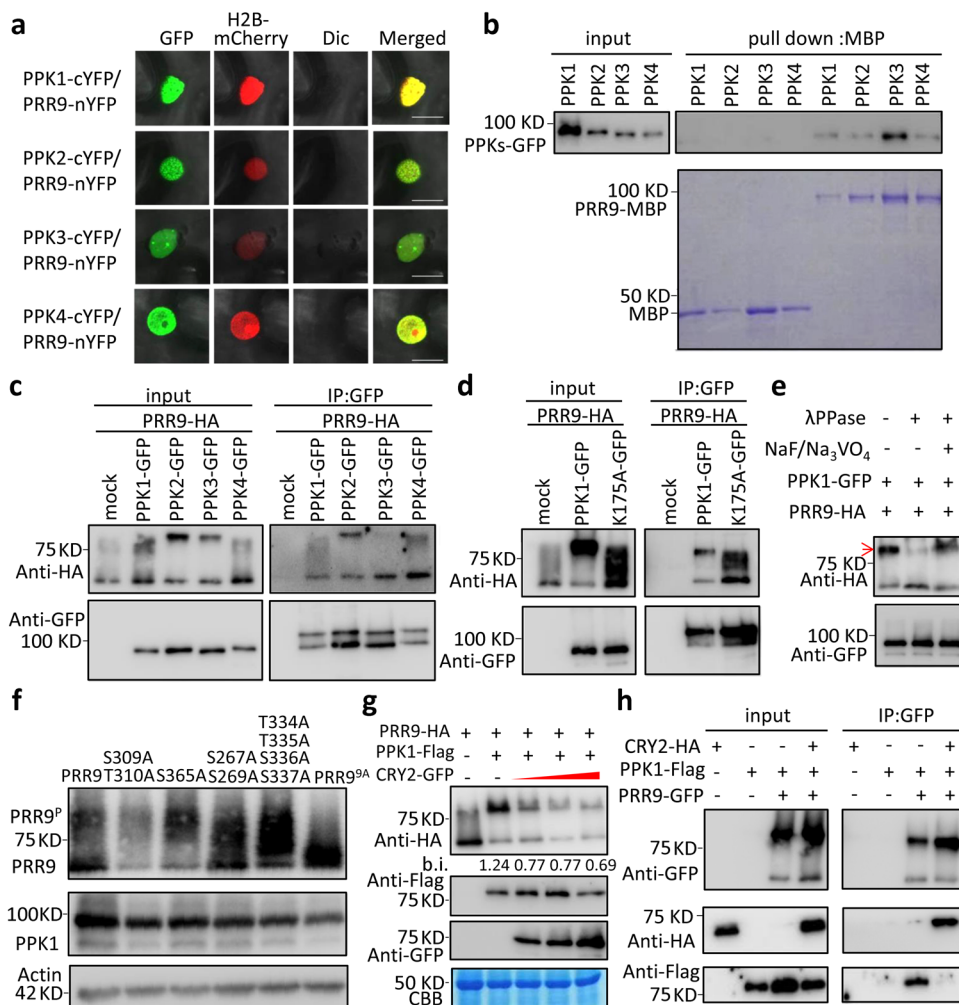 a
GFP H2B-mCherry Dic Merged
PPK1-cYFP/
PRR9-nYFP
PPK2-cYFP/
PRR9-nYFP
PPK3-cYFP/
PRR9-nYFP
PPK4-cYFP/
PRR9-nYFP
b
input pull down :MBP
PPK1 PPK2 PPK3 PPK4 PPK1 PPK2 PPK3 PPK4 PPK1 PPK2 PPK3 PPK4
100 KD
PPKs-GFP
100 KD
PRR9-MBP
50 KD
MBP
c
input IP:GFP
PRR9-HA PRR9-HA
mock PPK1-GFP PPK2-GFP PPK3-GFP PPK4-GFP mock PPK1-GFP PPK2-GFP PPK3-GFP PPK4-GFP
75 KD
Anti-HA
Anti-GFP
100 KD
d
input IP:GFP
PRR9-HA PRR9-HA
mock PPK1-GFP K175A-GFP mock PPK1-GFP K175A-GFP
75 KD
Anti-HA
100 KD
Anti-GFP
e
λPPase - + +
NaF/Na₃VO₄ - - +
PPK1-GFP + + +
PRR9-HA + + +
75 KD
Anti-HA
100 KD
Anti-GFP
f
T334A
T335A
S309A S267A S336A
PRR9 T310A S365A S269A S337A PRR9⁹ᴬ
PRR9ᴾ
75 KD
PRR9
100KD
PPK1
Actin
42 KD
g
PRR9-HA + + + + +
PPK1-Flag - + + + +
CRY2-GFP - -
75 KD
Anti-HA
b.i. 1.24 0.77 0.77 0.69
Anti-Flag
75 KD
75 KD
Anti-GFP
50 KD
CBB
h
input IP:GFP
CRY2-HA + - - + + - - +
PPK1-Flag - + + + - + + +
PRR9-GFP - - + + - - + +
75 KD
Anti-GFP
75 KD
Anti-HA
Anti-Flag
75 KD